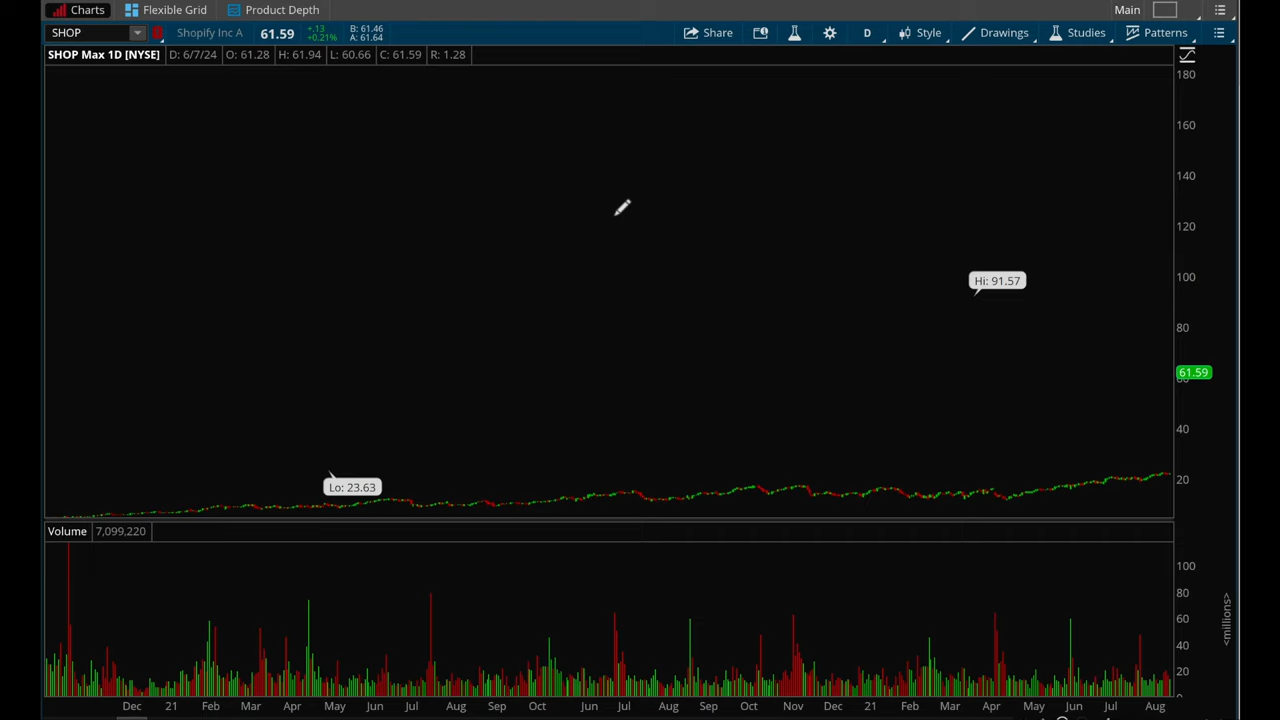 Charts Flexible Grid Product Depth Main
SHOP Shopify Inc A 61.59 +.13 +0.21% B: 61.46 A: 61.64 Share D Style Drawings Studies Patterns
SHOP Max 1D [NYSE] D: 6/7/24 O: 61.28 H: 61.94 L: 60.66 C: 61.59 R: 1.28
180
160
140
120
100
Hi: 91.57
80
61.59
40
20
Lo: 23.63
Volume 7,099,220
100
80
60
40
20
<millions>
Dec 21 Feb Mar Apr May Jun Jul Aug Sep Oct Jun Jul Aug Sep Oct Nov Dec 21 Feb Mar Apr May Jun Jul Aug